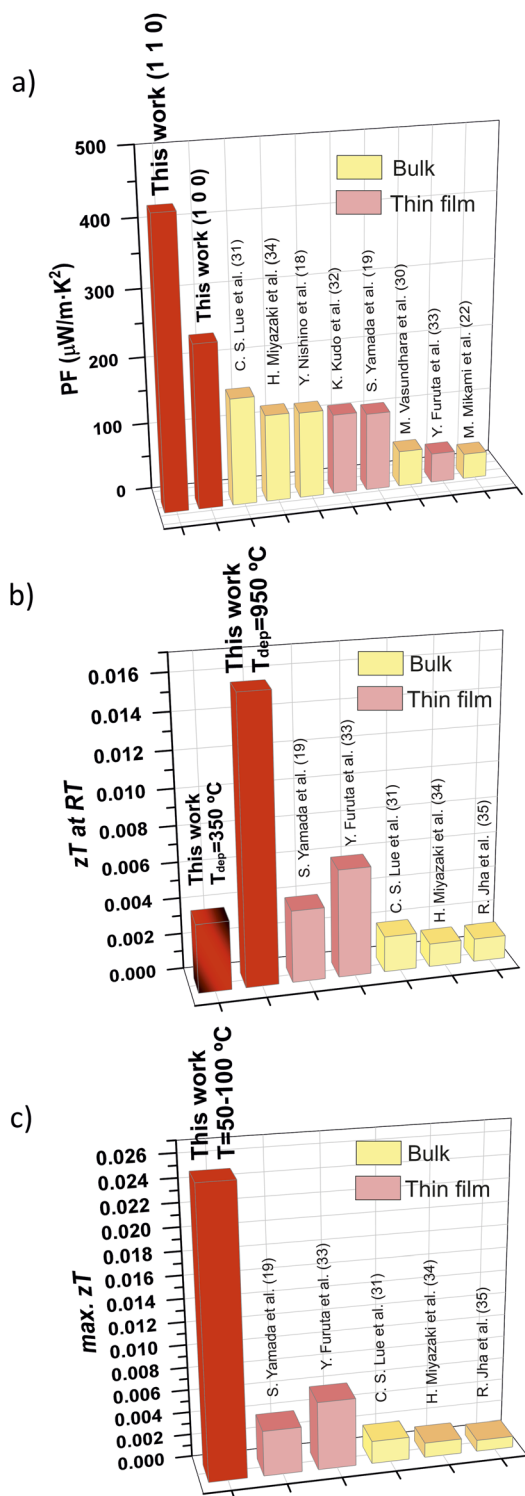 a)
This work (1 1 0)
This work (1 0 0)
C. S. Lue et al. (31)
H. Miyazaki et al. (34)
Y. Nishino et al. (18)
K. Kudo et al. (32)
S. Yamada et al. (19)
M. Vasundhara et al. (30)
Y. Furuta et al. (33)
M. Mikami et al. (22)
Bulk
Thin film
PF (μW/m·K²)
500
400
300
200
100
0
b)
This work
T_dep=350 ºC
This work
T_dep=950 ºC
S. Yamada et al. (19)
Y. Furuta et al. (33)
C. S. Lue et al. (31)
H. Miyazaki et al. (34)
R. Jha et al. (35)
Bulk
Thin film
zT at RT
0.016
0.014
0.012
0.010
0.008
0.006
0.004
0.002
0.000
c)
This work
T=50-100 ºC
S. Yamada et al. (19)
Y. Furuta et al. (33)
C. S. Lue et al. (31)
H. Miyazaki et al. (34)
R. Jha et al. (35)
Bulk
Thin film
max. zT
0.026
0.024
0.022
0.020
0.018
0.016
0.014
0.012
0.010
0.008
0.006
0.004
0.002
0.000